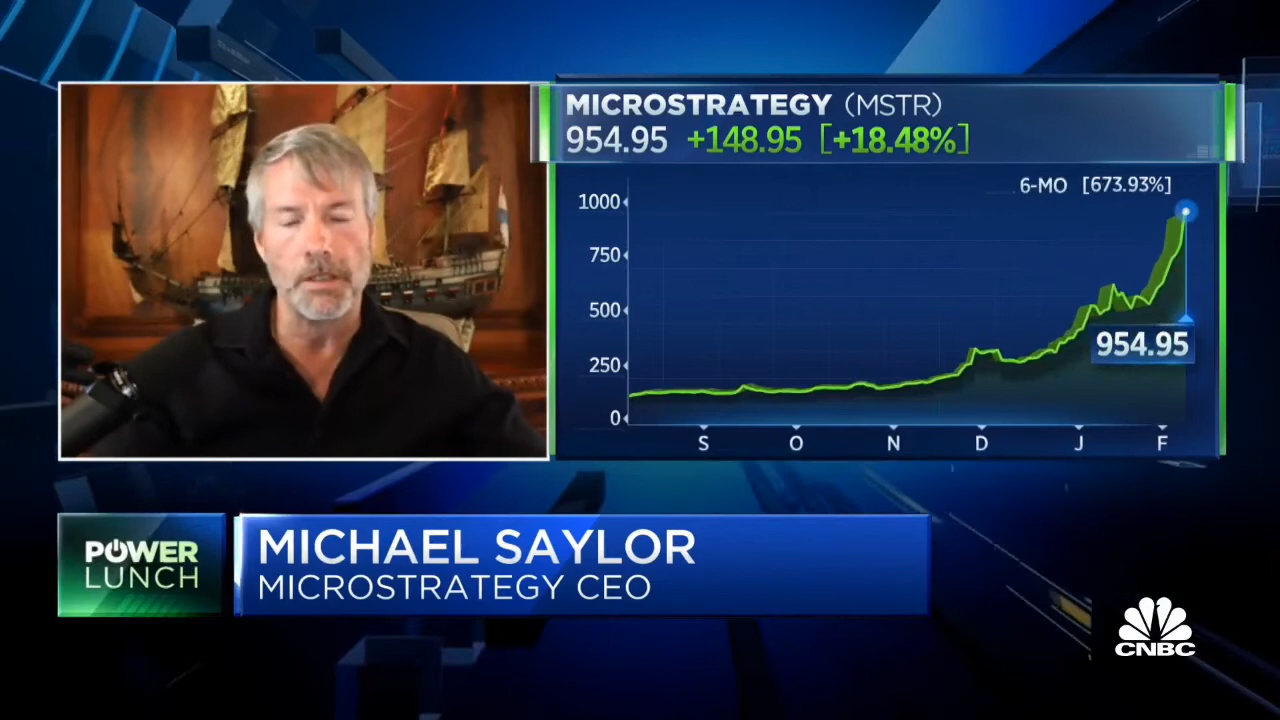 MICROSTRATEGY (MSTR)
954.95 +148.95 [+18.48%]
6-MO [673.93%]
1000
750
500
250
0
954.95
S O N D J F
POWER
LUNCH
MICHAEL SAYLOR
MICROSTRATEGY CEO
CNBC